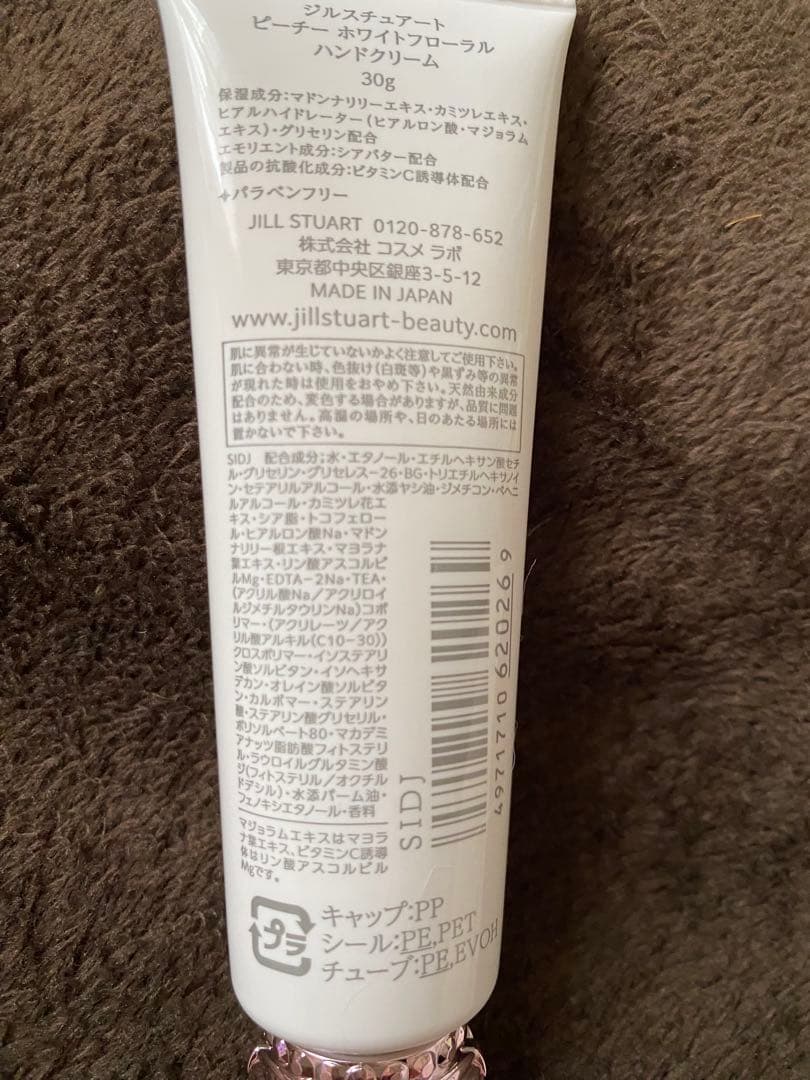 ジルスチュアート
ピーチー ホワイトフローラル
ハンドクリーム
30g
保湿成分:マドンナリリーエキス・カミツレエキス・
ヒアルハイドレーター(ヒアルロン酸・マジョラム
エキス)・グリセリン配合
エモリエント成分:シアバター配合
製品の抗酸化成分:ビタミンC誘導体配合
✦パラベンフリー
JILL STUART 0120-878-652
株式会社 コスメ ラボ
東京都中央区銀座3-5-12
MADE IN JAPAN
www.jillstuart-beauty.com
肌に異常が生じていないかよく注意してご使用下さい。
肌に合わない時、色抜け(白斑等)や黒ずみ等の異常
が現れた時は使用をおやめ下さい。天然由来成分
配合のため、変色する場合がありますが、品質に問題
はありません。高温の場所や、日のあたる場所には
置かないで下さい。
SIDJ 配合成分;水・エタノール・エチルヘキサン酸セチ
ル・グリセリン・グリセレス-26・BG・トリエチルヘキサノイ
ン・セテアリルアルコール・水添ヤシ油・ジメチコン・ベヘニ
ルアルコール・カミツレ花エ
キス・シア脂・トコフェロー
ル・ヒアルロン酸Na・マドン
ナリリー根エキス・マヨラナ
葉エキス・リン酸アスコルビ
ルMg・EDTA-2Na・TEA・
(アクリル酸Na/アクリロイ
ルジメチルタウリンNa)コポ
リマー・(アクリレーツ/アク
リル酸アルキル(C10-30))
クロスポリマー・イソステアリ
ン酸ソルビタン・イソヘキサ
デカン・オレイン酸ソルビタ
ン・カルボマー・ステアリン
酸・ステアリン酸グリセリル・
ポリソルベート80・マカデミ
アナッツ脂肪酸フィトステリ
ル・ラウロイルグルタミン酸
ジ(フィトステリル/オクチル
ドデシル)・水添パーム油・
フェノキシエタノール・香料
マジョラムエキスはマヨラ
ナ葉エキス、ビタミンC誘導
体はリン酸アスコルビル
Mgです。
SIDJ
4971710 620269
プラ
キャップ:PP
シール:PE,PET
チューブ:PE,EVOH